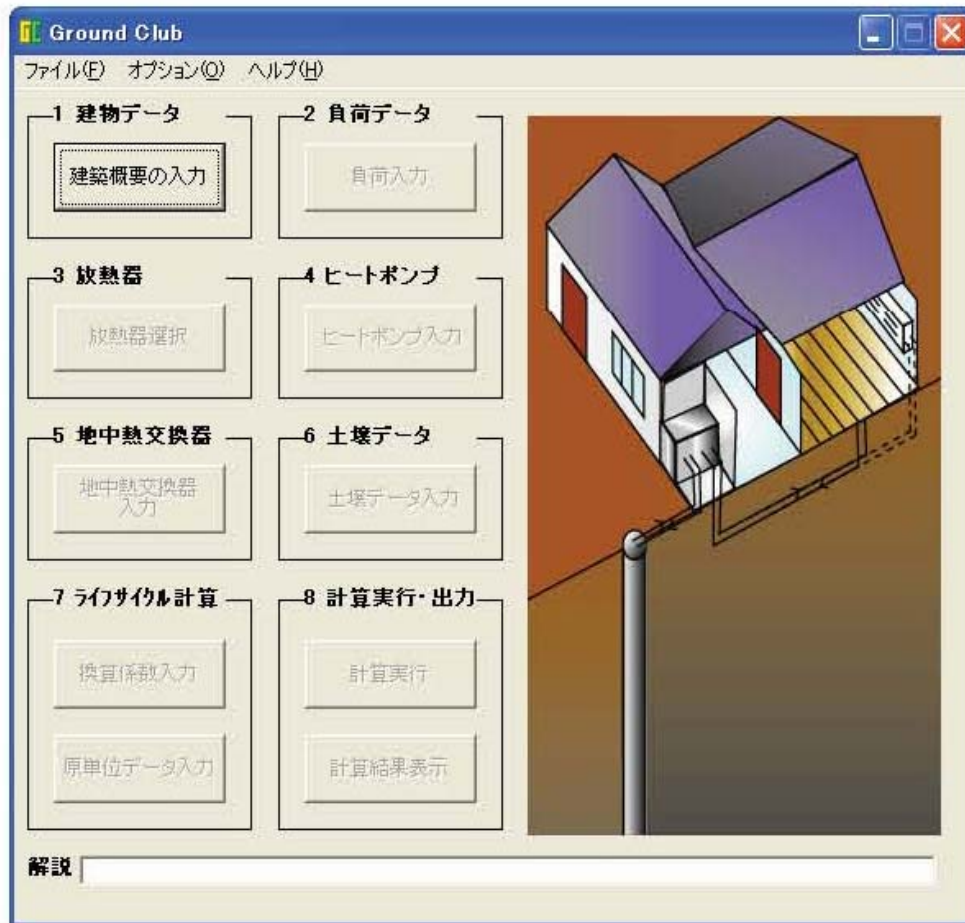 Ground Club
ファイル(F) オプション(O) ヘルプ(H)
1 建物データ
建築概要の入力
2 負荷データ
負荷入力
3 放熱器
放熱器選択
4 ヒートポンプ
ヒートポンプ入力
5 地中熱交換器
地中熱交換器
入力
6 土壌データ
土壌データ入力
7 ライフサイクル計算
換算係数入力
原単位データ入力
8 計算実行・出力
計算実行
計算結果表示
解説